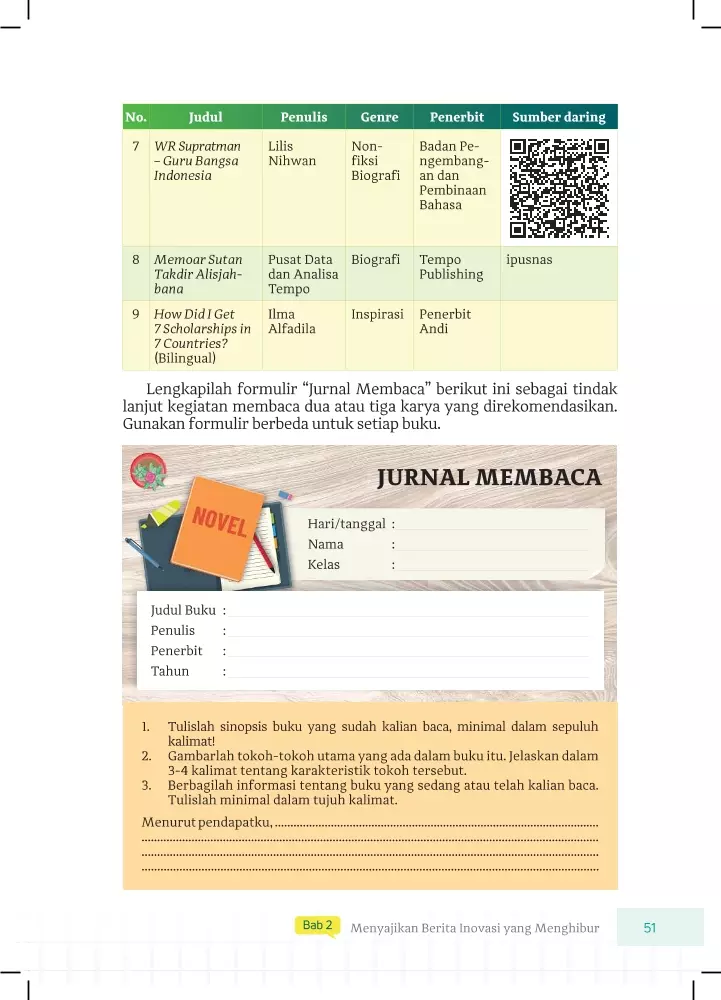 No. Judul Penulis Genre Penerbit Sumber daring
7 WR Supratman Lilis Non- Badan Pe-
– Guru Bangsa Nihwan fiksi ngembang-
Indonesia Biografi an dan
Pembinaan
Bahasa
8 Memoar Sutan Pusat Data Biografi Tempo ipusnas
Takdir Alisjah- dan Analisa Publishing
bana Tempo
9 How Did I Get Ilma Inspirasi Penerbit
7 Scholarships in Alfadila Andi
7 Countries?
(Bilingual)
Lengkapilah formulir “Jurnal Membaca” berikut ini sebagai tindak
lanjut kegiatan membaca dua atau tiga karya yang direkomendasikan.
Gunakan formulir berbeda untuk setiap buku.
JURNAL MEMBACA
NOVEL
Hari/tanggal :
Nama :
Kelas :
Judul Buku :
Penulis :
Penerbit :
Tahun :
1. Tulislah sinopsis buku yang sudah kalian baca, minimal dalam sepuluh
kalimat!
2. Gambarlah tokoh-tokoh utama yang ada dalam buku itu. Jelaskan dalam
3-4 kalimat tentang karakteristik tokoh tersebut.
3. Berbagilah informasi tentang buku yang sedang atau telah kalian baca.
Tulislah minimal dalam tujuh kalimat.
Menurut pendapatku, ........................................................................
Bab 2 Menyajikan Berita Inovasi yang Menghibur 51